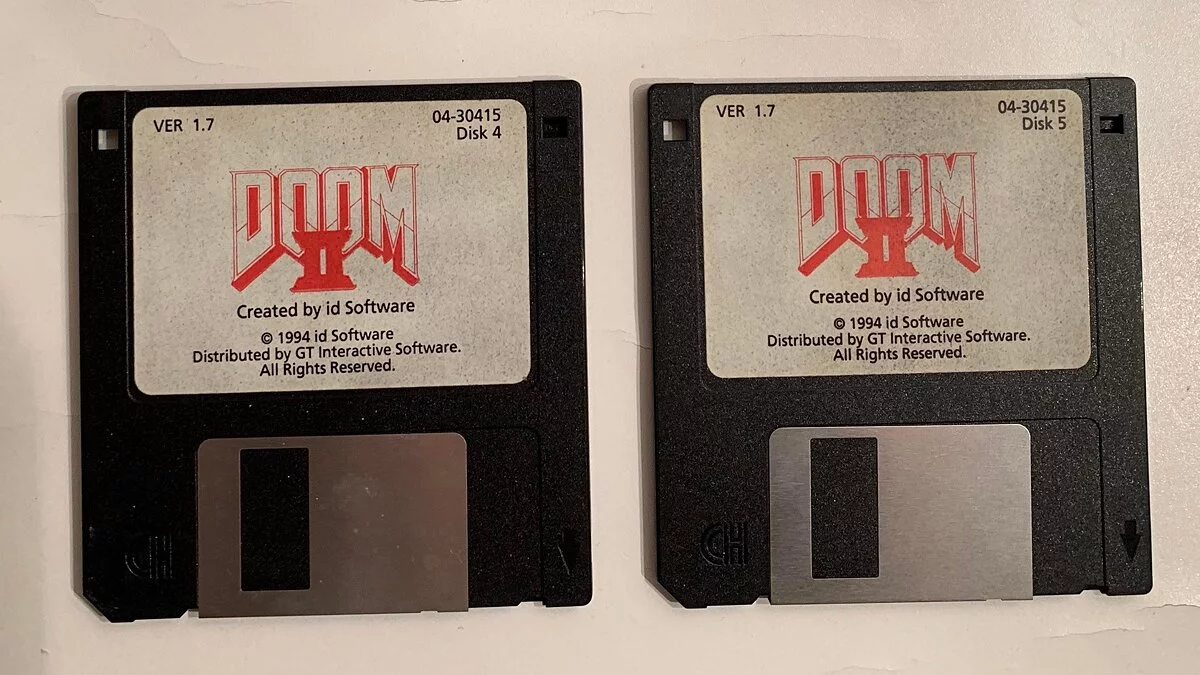 VER 1.7
04-30415
Disk 4
DOOM
II
Created by id Software
© 1994 id Software
Distributed by GT Interactive Software.
All Rights Reserved.
HD
VER 1.7
04-30415
Disk 5
DOOM
II
Created by id Software
© 1994 id Software
Distributed by GT Interactive Software.
All Rights Reserved.
HD